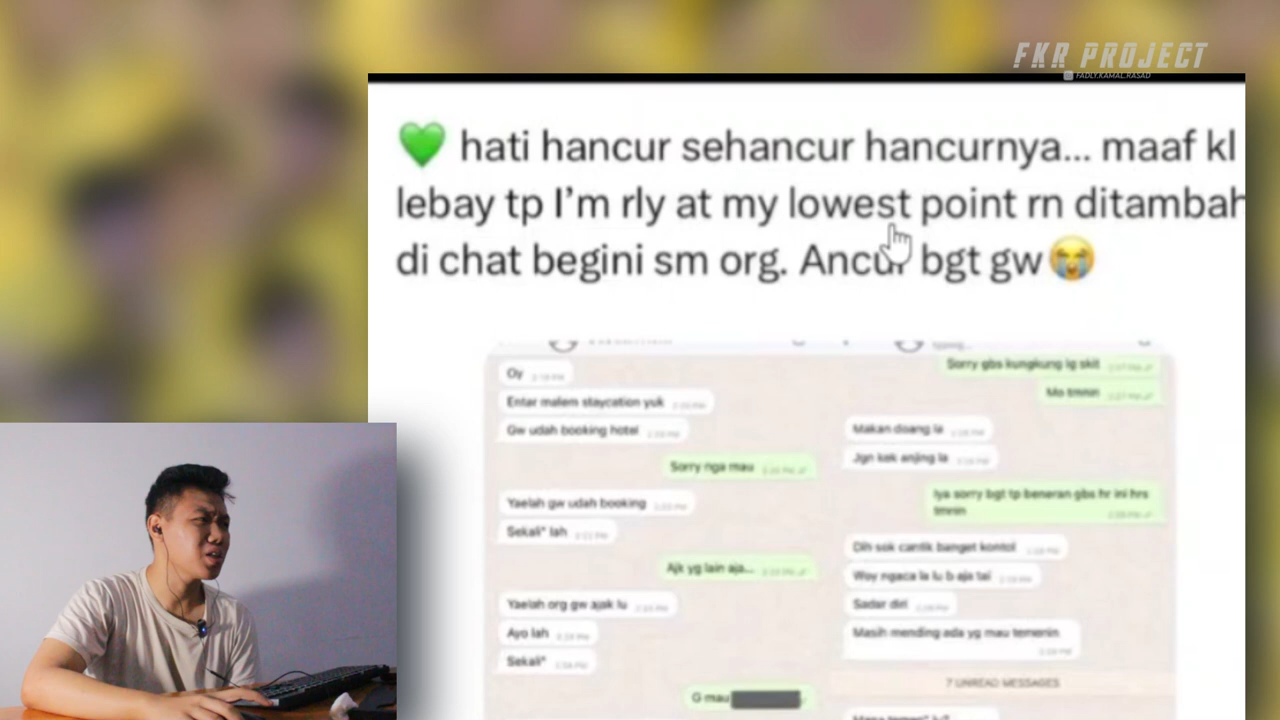 FKR PROJECT
FADLY.KAMAL.RASAD
💚 hati hancur sehancur hancurnya... maaf kl
lebay tp I’m rly at my lowest point rn ditambah
di chat begini sm org. Ancur bgt gw😭
Oy
Entar malem staycation yuk
Gw udah booking hotel
Sorry nga mau
Yaelah gw udah booking
Sekali² lah
Ajk yg lain aja...
Yaelah org gw ajak lu
Ayo lah
Sekali²
G mau
Sorry gbs kungkung lg skit
Mo tmnin
Makan doang la
Jgn kek anjing la
Iya sorry bgt tp beneran gbs hr ini hrs
tmnin
Dih sok cantik banget kontol
Woy ngaca la lu b aja tai
Sadar diri
Masih mending ada yg mau temenin
7 UNREAD MESSAGES